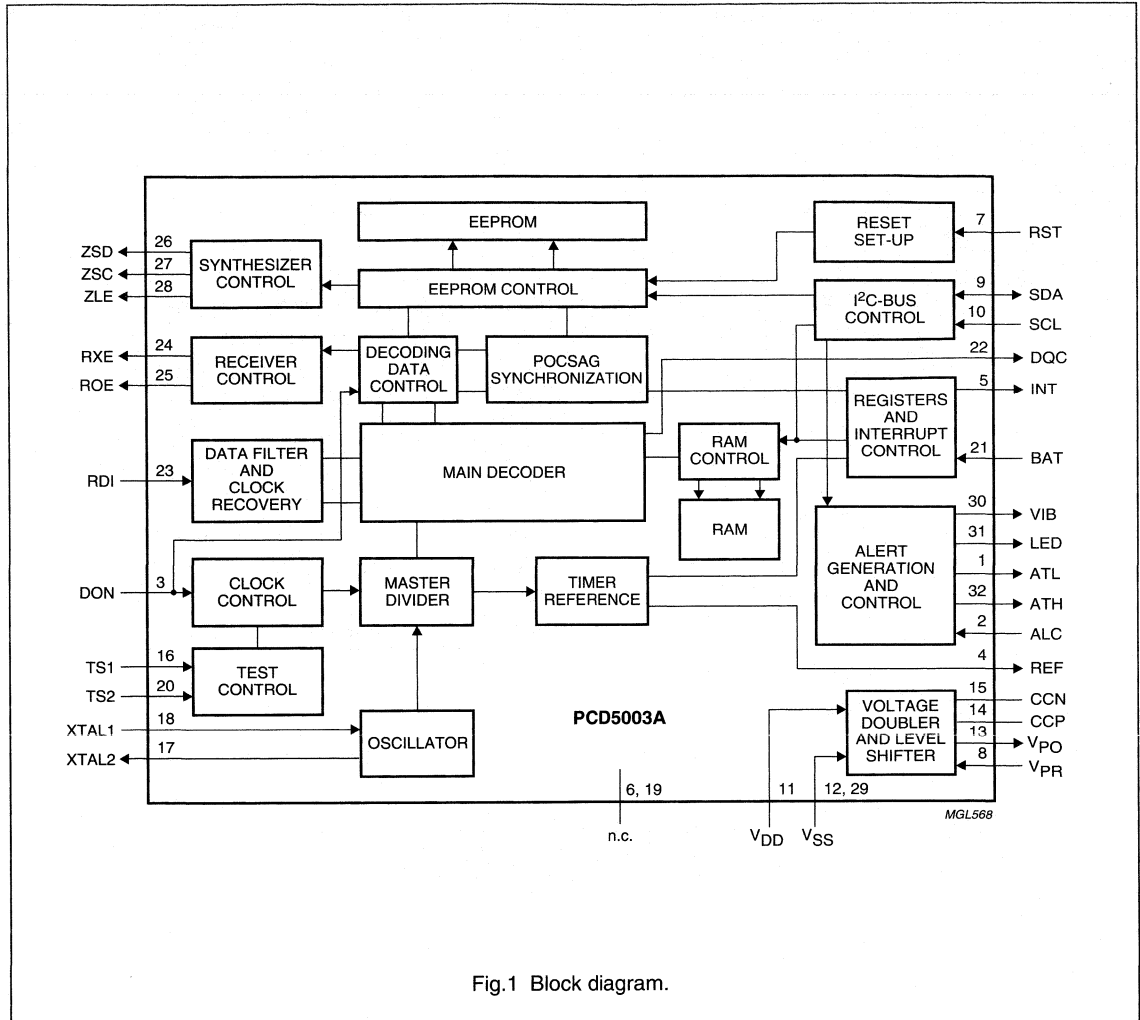 EEPROM
RESET
SET-UP
7
RST
26
ZSD
27
ZSC
28
ZLE
SYNTHESIZER
CONTROL
EEPROM CONTROL
I²C-BUS
CONTROL
9
SDA
10
SCL
24
RXE
25
ROE
RECEIVER
CONTROL
DECODING
DATA
CONTROL
POCSAG
SYNCHRONIZATION
22
DQC
5
INT
REGISTERS
AND
INTERRUPT
CONTROL
21
BAT
23
RDI
DATA FILTER
AND
CLOCK
RECOVERY
MAIN DECODER
RAM
CONTROL
RAM
30
VIB
31
LED
1
ATL
32
ATH
2
ALC
ALERT
GENERATION
AND
CONTROL
3
DON
CLOCK
CONTROL
MASTER
DIVIDER
TIMER
REFERENCE
4
REF
16
TS1
20
TS2
TEST
CONTROL
18
XTAL1
17
XTAL2
OSCILLATOR
PCD5003A
VOLTAGE
DOUBLER
AND LEVEL
SHIFTER
15
CCN
14
CCP
13
VPO
8
VPR
6, 19
n.c.
11
VDD
12, 29
VSS
MGL568
Fig.1 Block diagram.